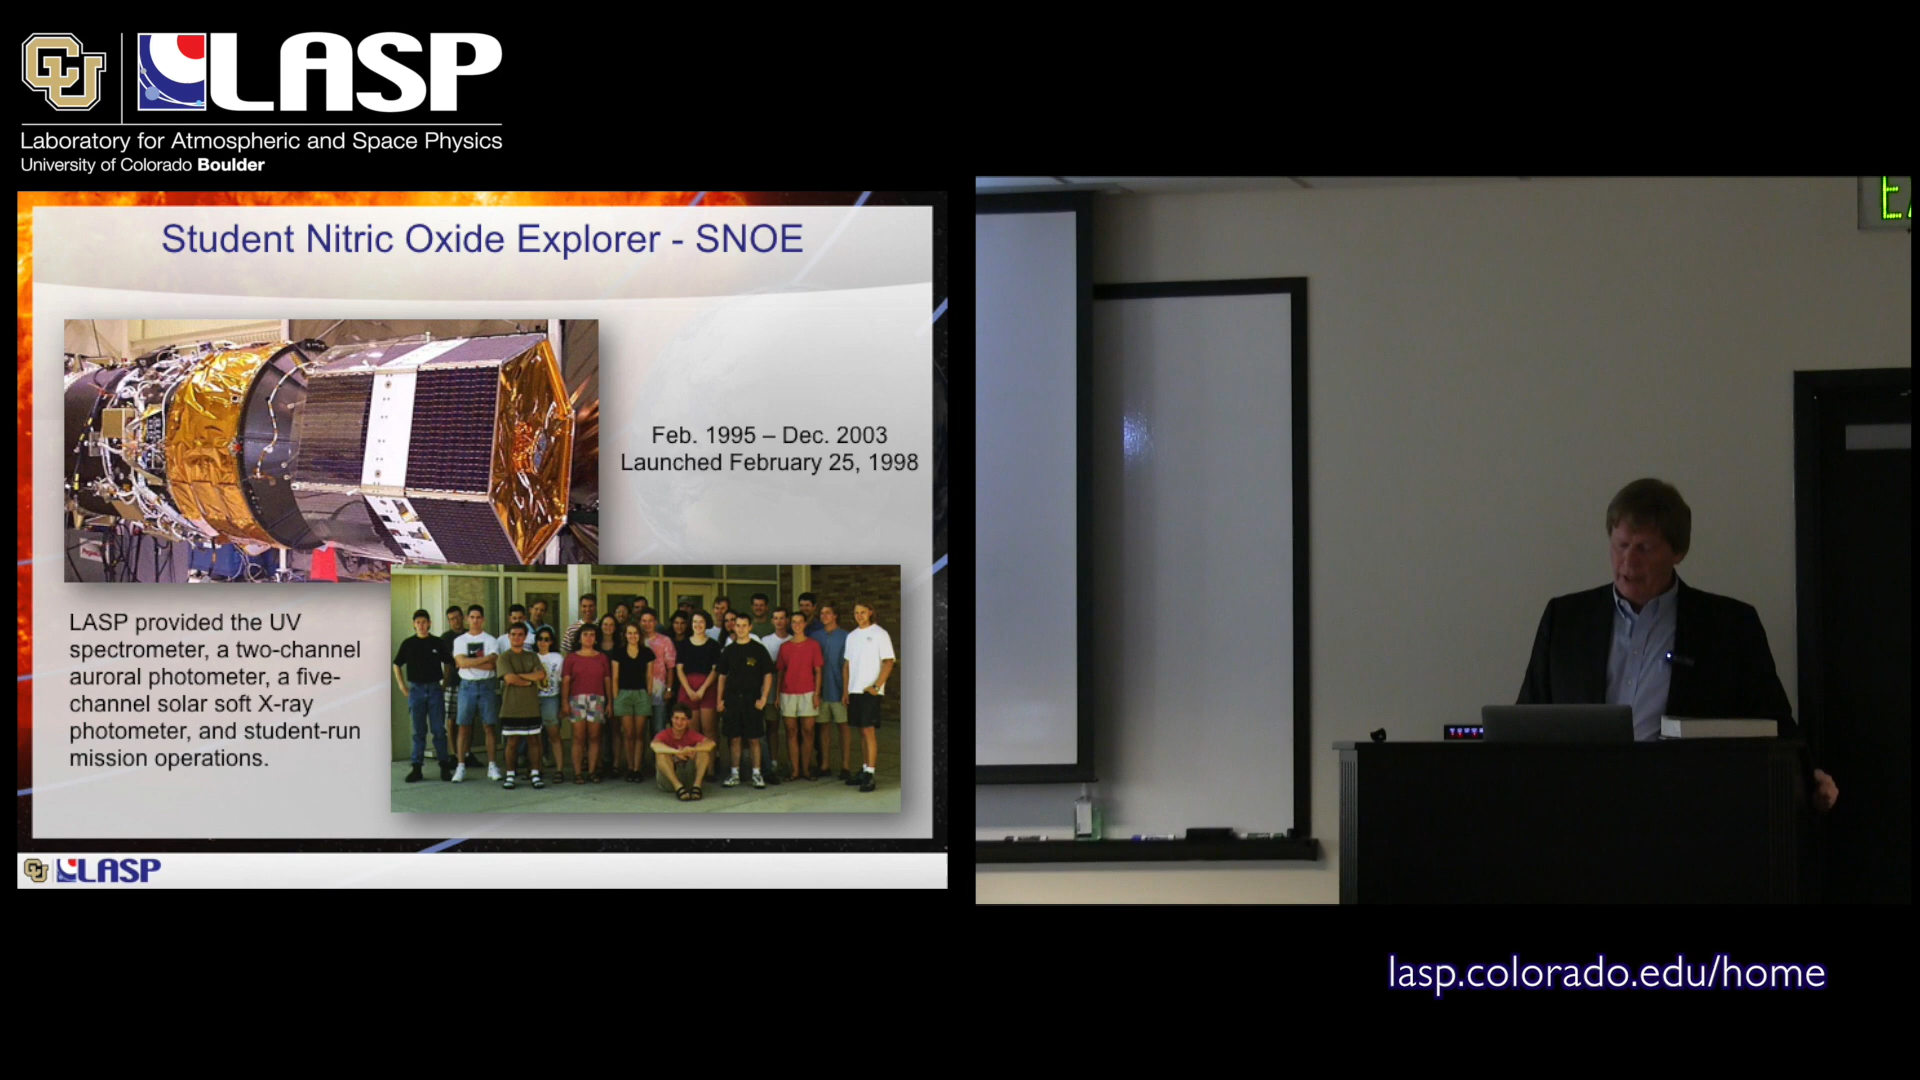 CU LASP
Laboratory for Atmospheric and Space Physics
University of Colorado Boulder
Student Nitric Oxide Explorer - SNOE
Feb. 1995 – Dec. 2003
Launched February 25, 1998
LASP provided the UV
spectrometer, a two-channel
auroral photometer, a five-
channel solar soft X-ray
photometer, and student-run
mission operations.
CU LASP
lasp.colorado.edu/home